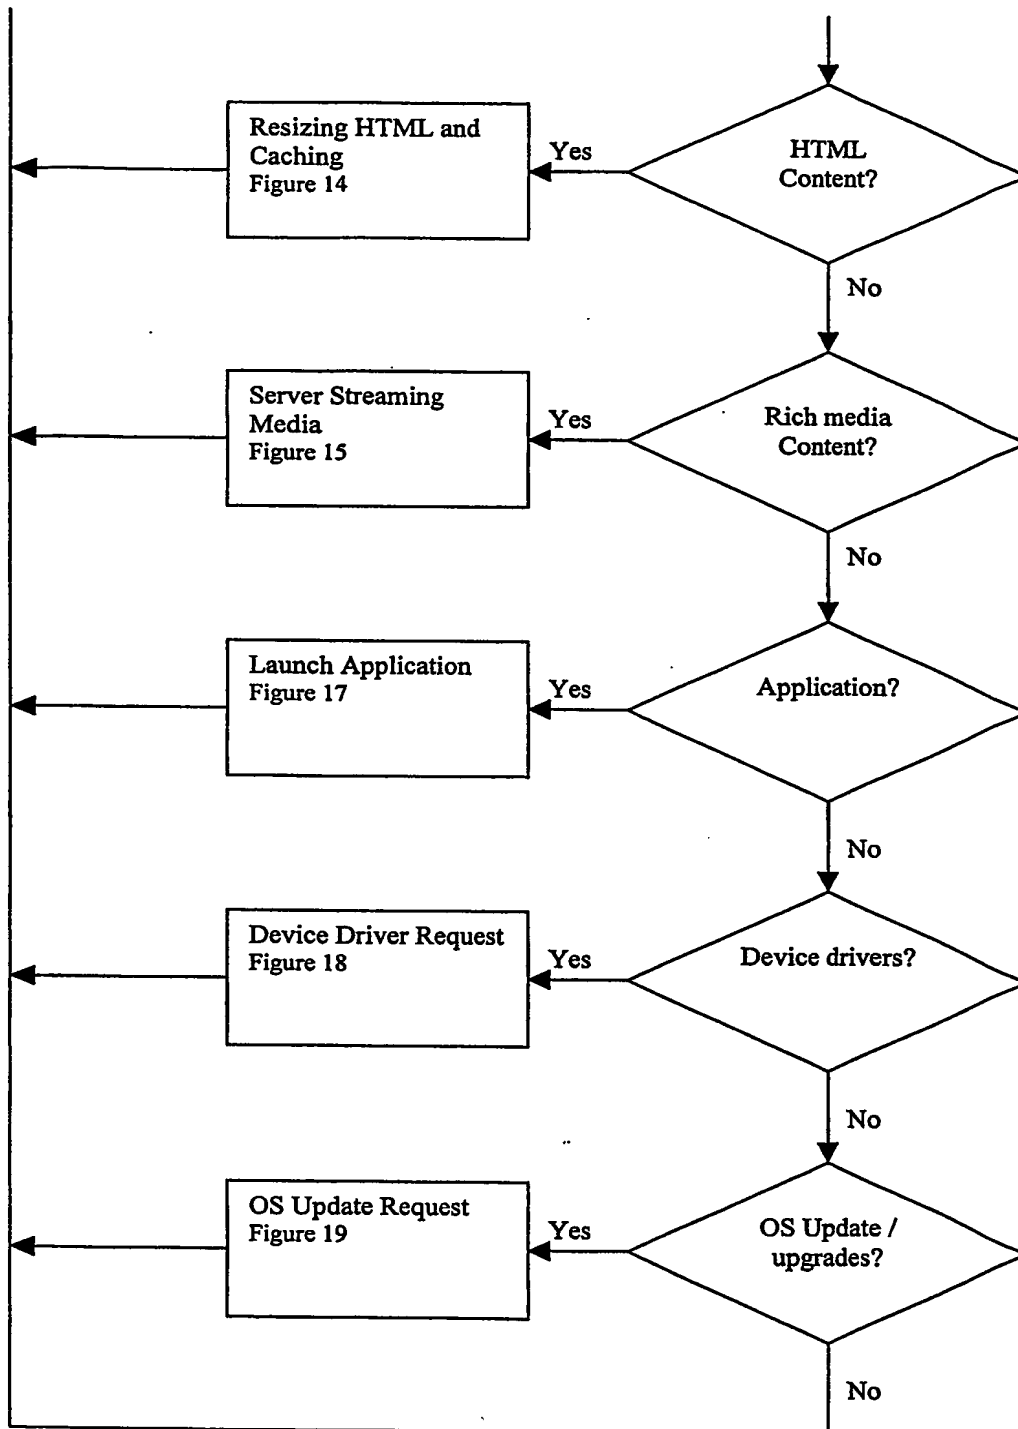 Resizing HTML and
Caching
Figure 14
Yes
HTML
Content?
No
Server Streaming
Media
Figure 15
Yes
Rich media
Content?
No
Launch Application
Figure 17
Yes
Application?
No
Device Driver Request
Figure 18
Yes
Device drivers?
No
OS Update Request
Figure 19
Yes
OS Update /
upgrades?
No